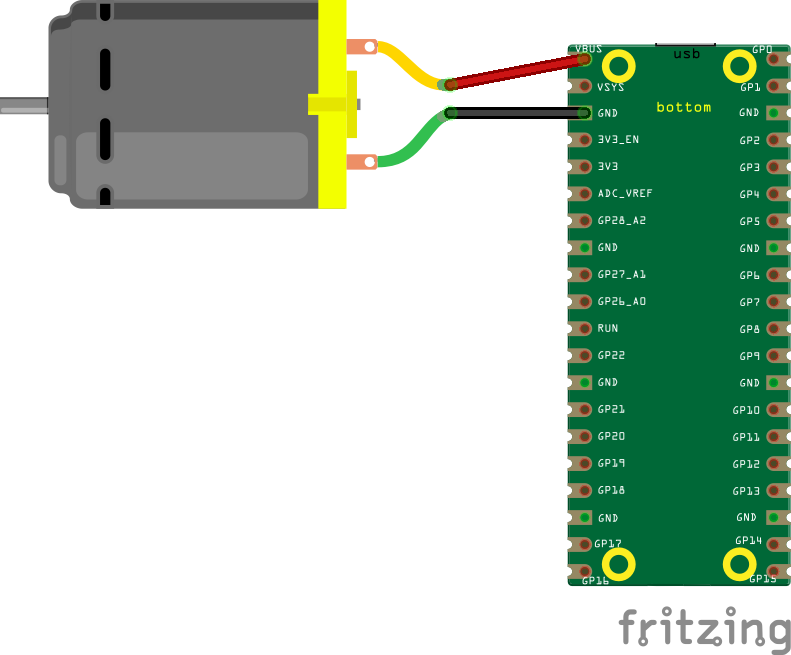 VBUS usb GP0
VSYS GP1
GND bottom GND
3V3_EN GP2
3V3 GP3
ADC_VREF GP4
GP28_A2 GP5
GND GND
GP27_A1 GP6
GP26_A0 GP7
RUN GP8
GP22 GP9
GND GND
GP21 GP10
GP20 GP11
GP19 GP12
GP18 GP13
GND GND
GP17 GP14
GP16 GP15
fritzing